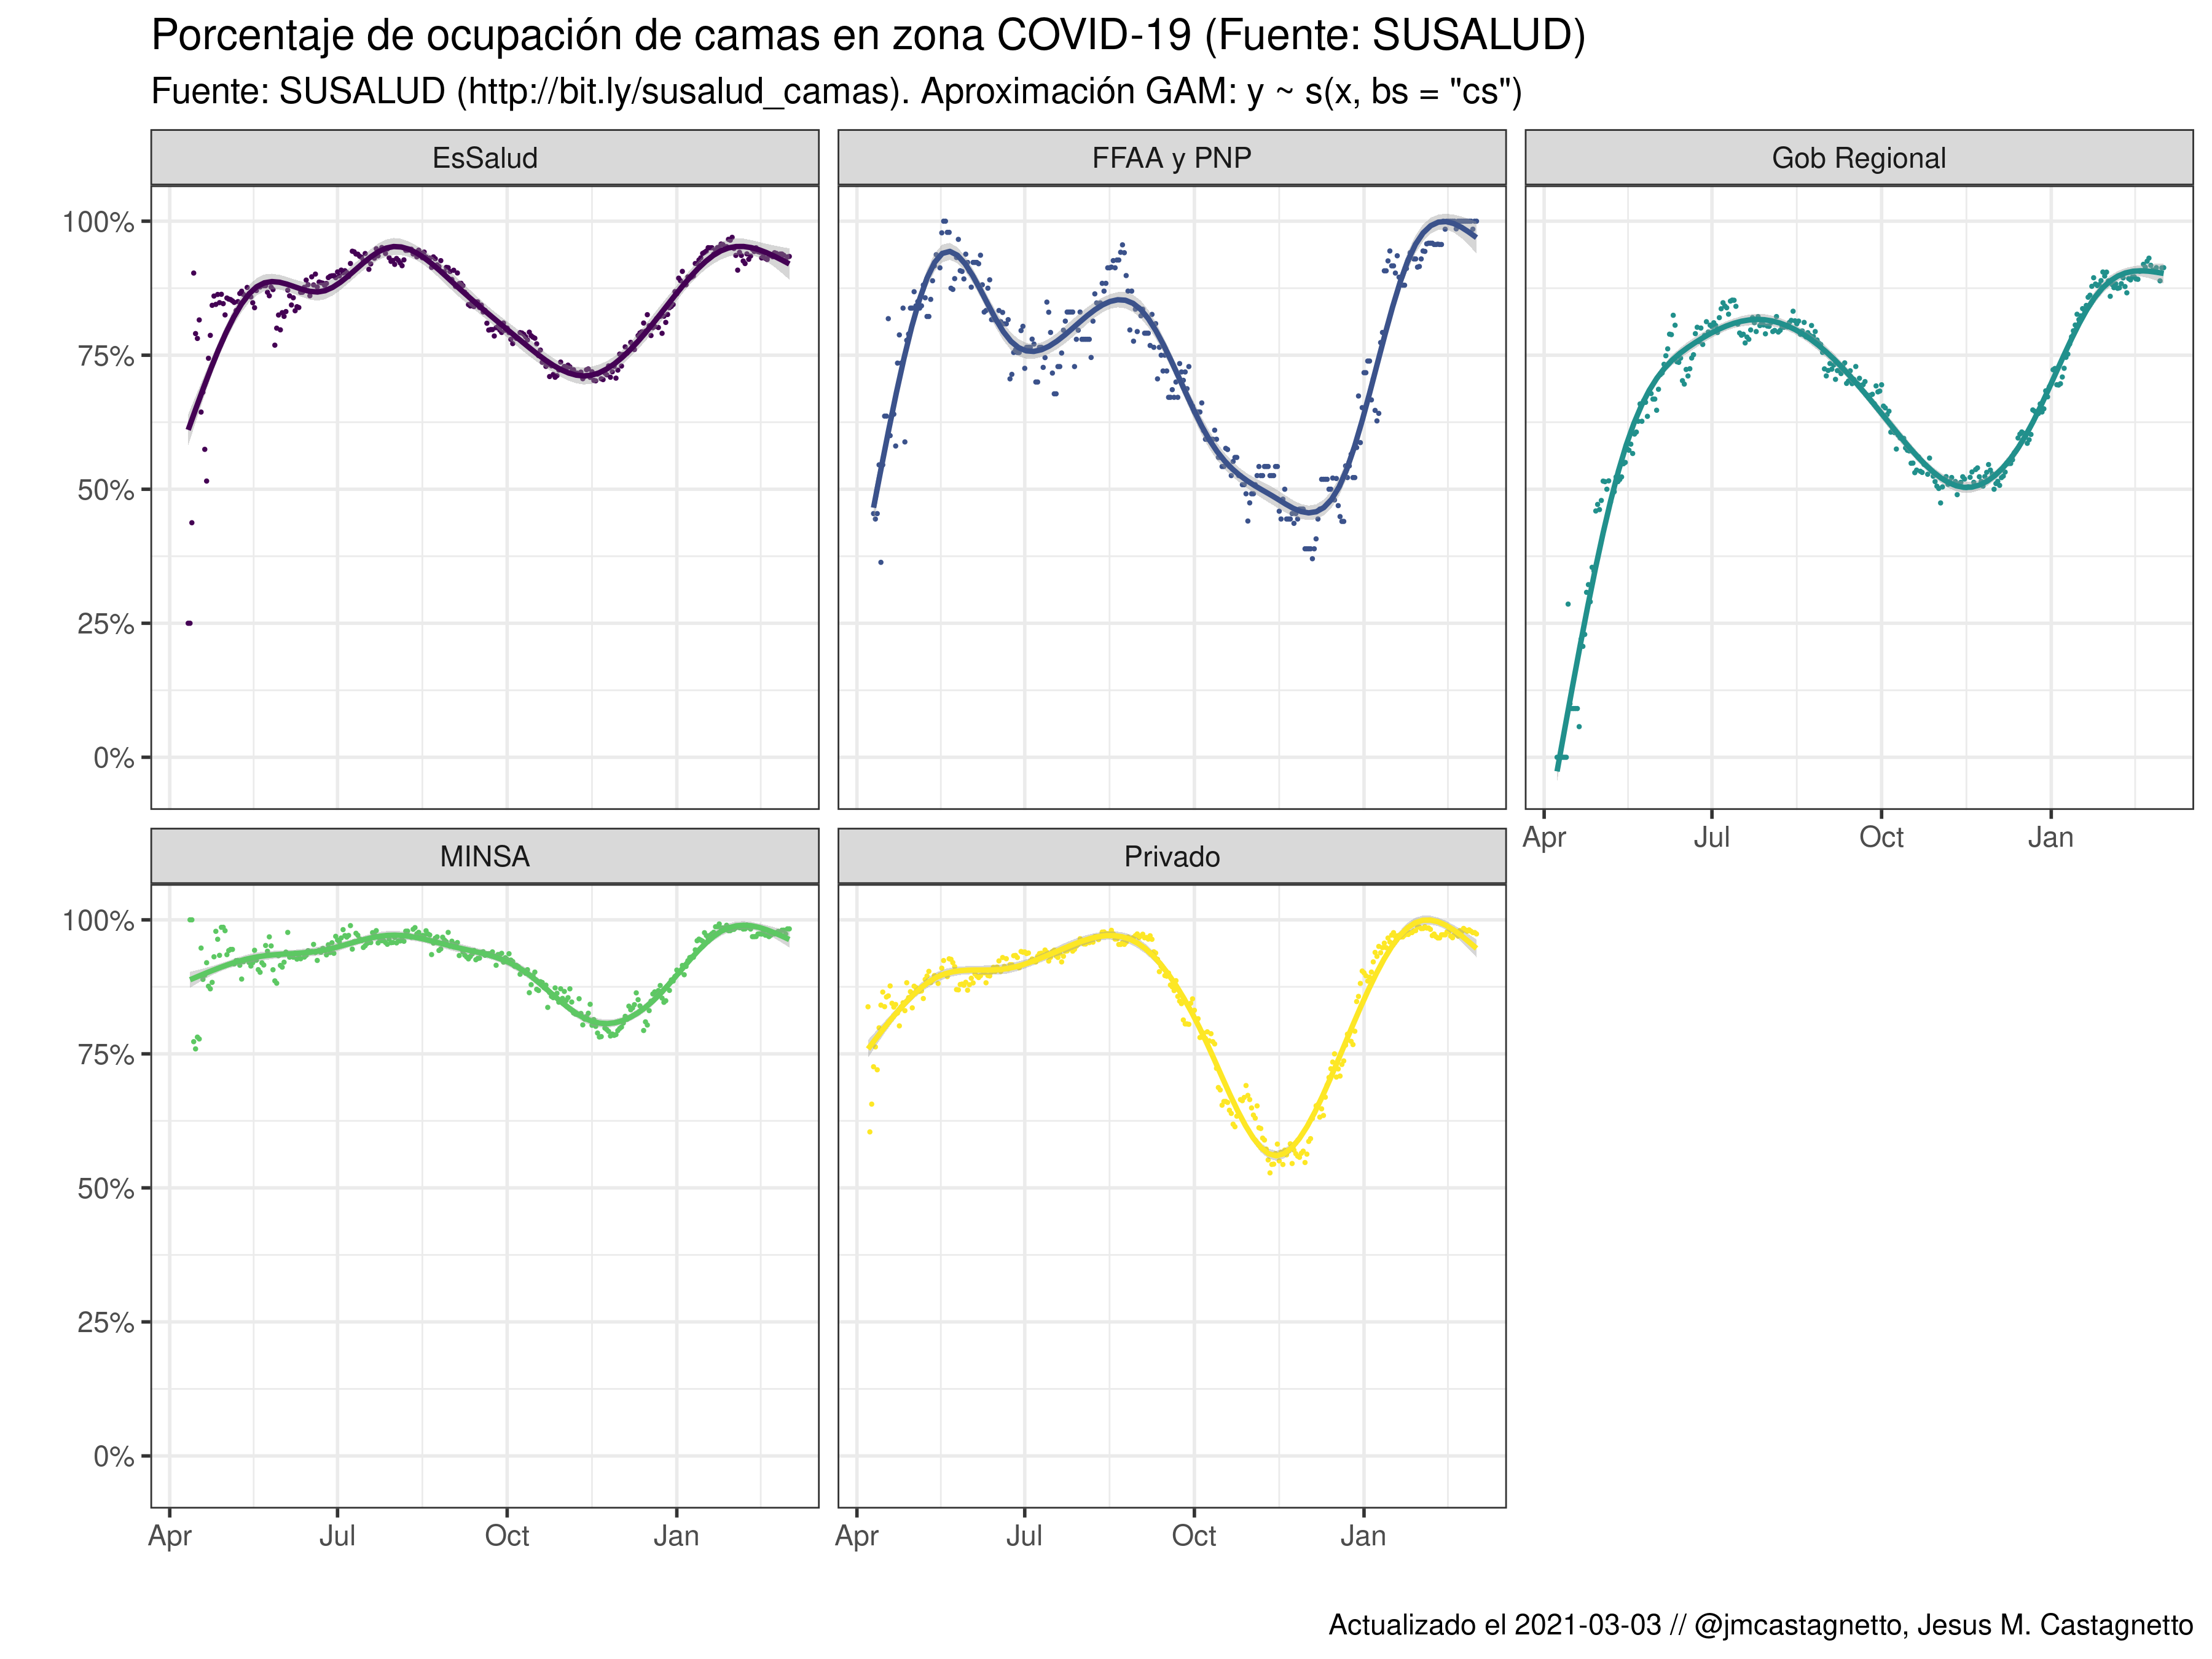 Porcentaje de ocupación de camas en zona COVID-19 (Fuente: SUSALUD)
Fuente: SUSALUD (http://bit.ly/susalud_camas). Aproximación GAM: y ~ s(x, bs = "cs")
EsSalud
FFAA y PNP
Gob Regional
100%
75%
50%
25%
0%
Apr
Jul
Oct
Jan
MINSA
Privado
100%
75%
50%
25%
0%
Apr
Jul
Oct
Jan
Apr
Jul
Oct
Jan
Actualizado el 2021-03-03 // @jmcastagnetto, Jesus M. Castagnetto